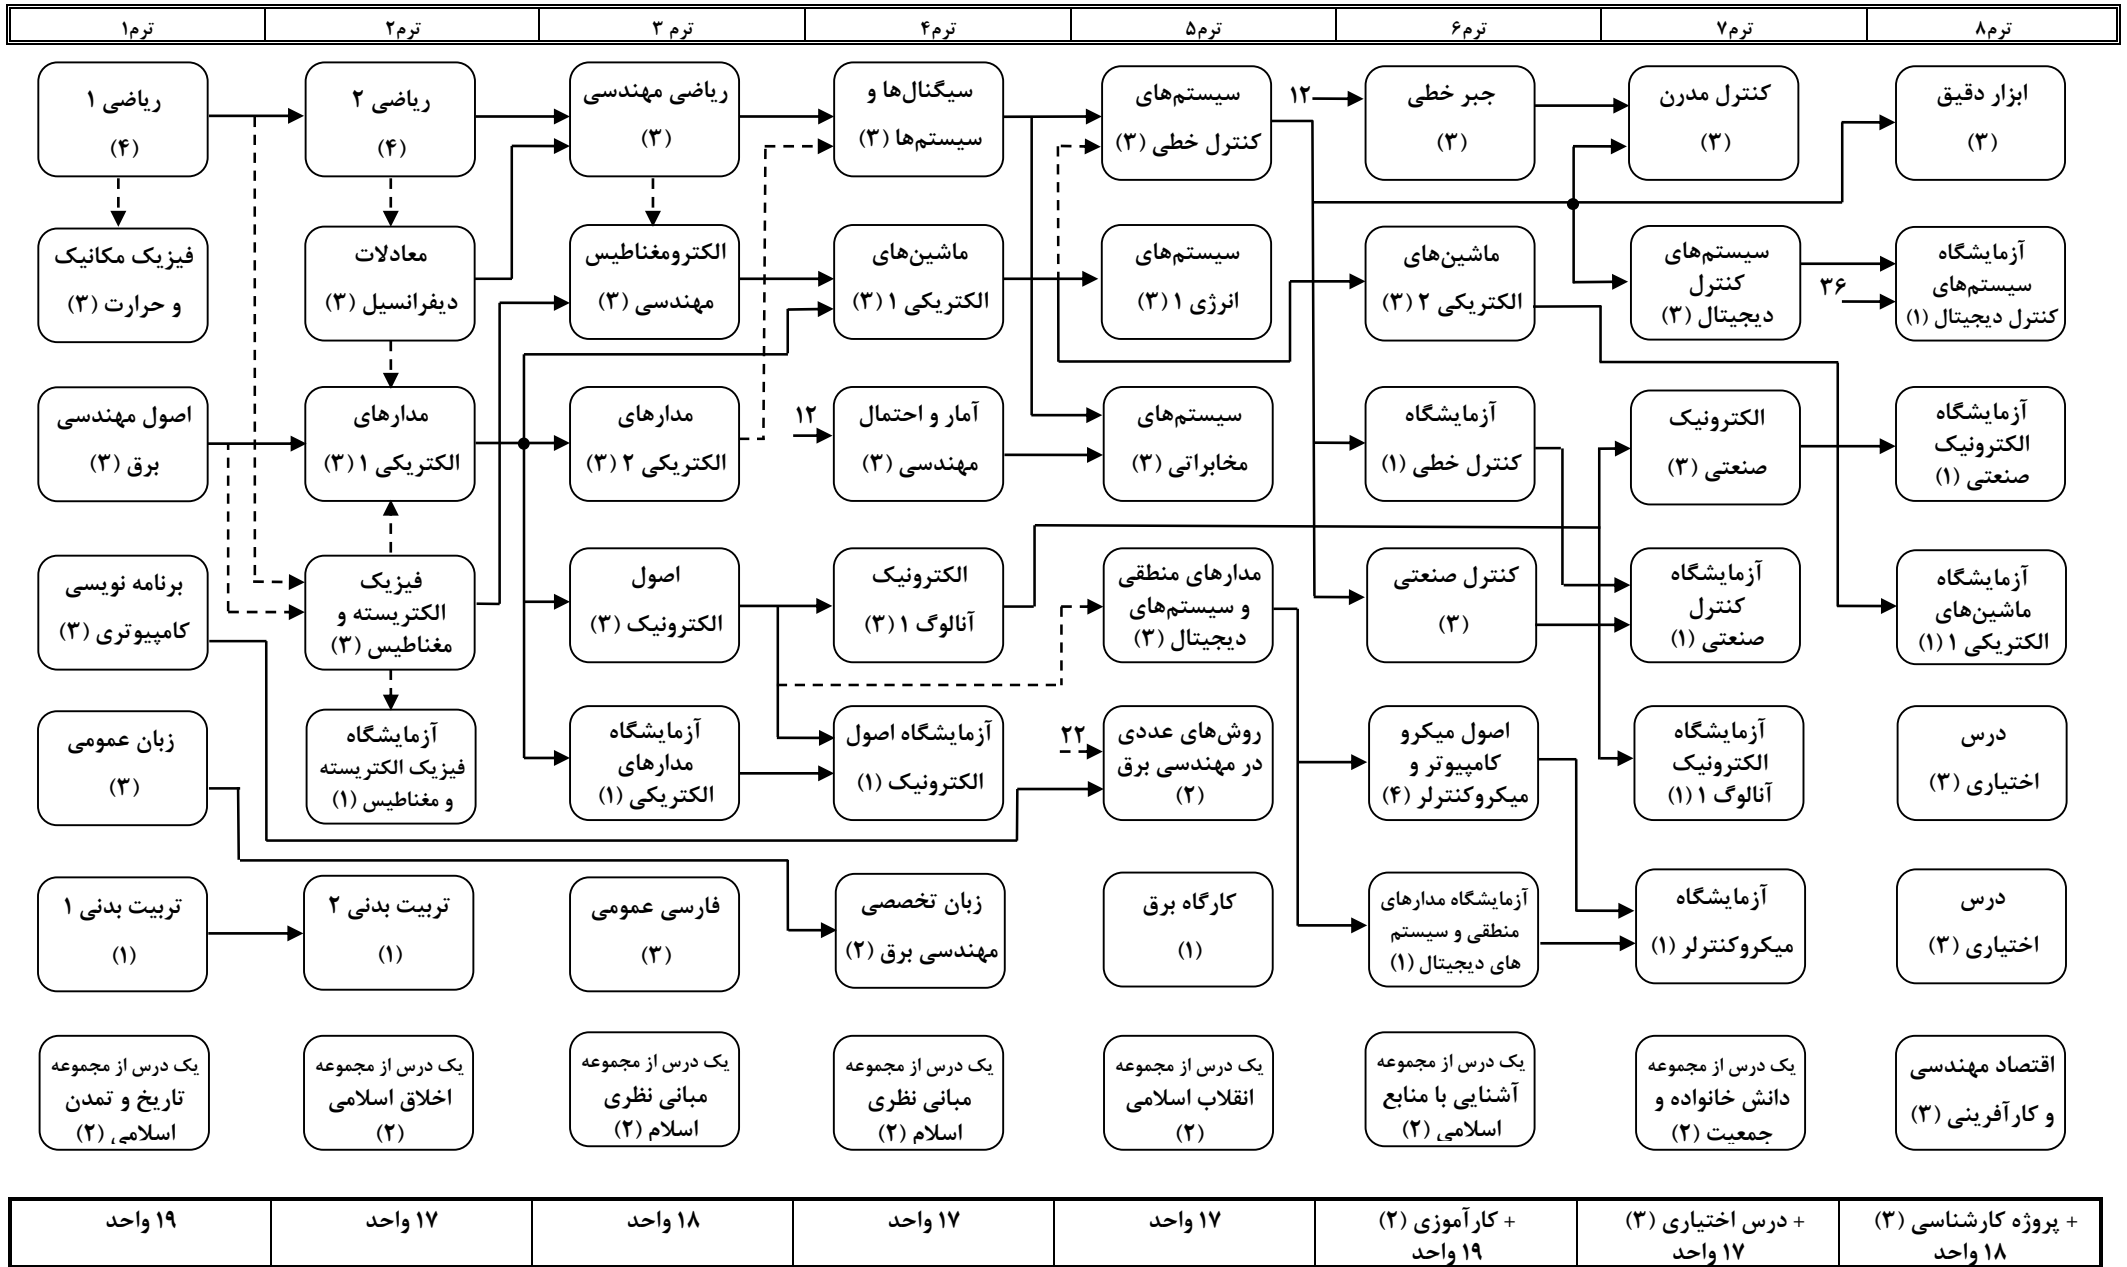 ترم۱
ترم۲
ترم ۳
ترم۴
ترم۵
ترم۶
ترم۷
ترم۸
ریاضی ۱
(۴)
ریاضی ۲
(۴)
ریاضی مهندسی
(۳)
سیگنال‌ها و
سیستم‌ها (۳)
سیستم‌های
کنترل خطی (۳)
۱۲
جبر خطی
(۳)
کنترل مدرن
(۳)
ابزار دقیق
(۳)
فیزیک مکانیک
و حرارت (۳)
معادلات
دیفرانسیل (۳)
الکترومغناطیس
مهندسی (۳)
ماشین‌های
الکتریکی ۱ (۳)
سیستم‌های
انرژی ۱ (۳)
ماشین‌های
الکتریکی ۲ (۳)
سیستم‌های
کنترل
دیجیتال (۳)
۳۶
آزمایشگاه
سیستم‌های
کنترل دیجیتال (۱)
اصول مهندسی
برق (۳)
مدارهای
الکتریکی ۱ (۳)
مدارهای
الکتریکی ۲ (۳)
۱۲
آمار و احتمال
مهندسی (۳)
سیستم‌های
مخابراتی (۳)
آزمایشگاه
کنترل خطی (۱)
الکترونیک
صنعتی (۳)
آزمایشگاه
الکترونیک
صنعتی (۱)
برنامه نویسی
کامپیوتری (۳)
فیزیک
الکتریسته و
مغناطیس (۳)
اصول
الکترونیک (۳)
الکترونیک
آنالوگ ۱ (۳)
مدارهای منطقی
و سیستم‌های
دیجیتال (۳)
کنترل صنعتی
(۳)
آزمایشگاه
کنترل
صنعتی (۱)
آزمایشگاه
ماشین‌های
الکتریکی ۱ (۱)
زبان عمومی
(۳)
آزمایشگاه
فیزیک الکتریسته
و مغناطیس (۱)
آزمایشگاه
مدارهای
الکتریکی (۱)
آزمایشگاه اصول
الکترونیک (۱)
۲۲
روش‌های عددی
در مهندسی برق
(۲)
اصول میکرو
کامپیوتر و
میکروکنترلر (۴)
آزمایشگاه
الکترونیک
آنالوگ ۱ (۱)
درس
اختیاری (۳)
تربیت بدنی ۱
(۱)
تربیت بدنی ۲
(۱)
فارسی عمومی
(۳)
زبان تخصصی
مهندسی برق (۲)
کارگاه برق
(۱)
آزمایشگاه مدارهای
منطقی و سیستم
های دیجیتال (۱)
آزمایشگاه
میکروکنترلر (۱)
درس
اختیاری (۳)
یک درس از مجموعه
تاریخ و تمدن
اسلامی (۲)
یک درس از مجموعه
اخلاق اسلامی
(۲)
یک درس از مجموعه
مبانی نظری
اسلام (۲)
یک درس از مجموعه
مبانی نظری
اسلام (۲)
یک درس از مجموعه
انقلاب اسلامی
(۲)
یک درس از مجموعه
آشنایی با منابع
اسلامی (۲)
یک درس از مجموعه
دانش خانواده و
جمعیت (۲)
اقتصاد مهندسی
و کارآفرینی (۳)
۱۹ واحد
۱۷ واحد
۱۸ واحد
۱۷ واحد
۱۷ واحد
+ کارآموزی (۲)
۱۹ واحد
+ درس اختیاری (۳)
۱۷ واحد
+ پروژه کارشناسی (۳)
۱۸ واحد